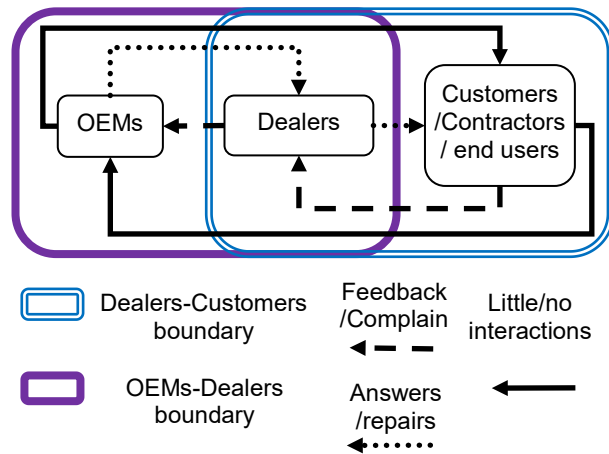 OEMs
Dealers
Customers
/Contractors
/ end users
Dealers-Customers
boundary
Feedback
/Complain
Little/no
interactions
OEMs-Dealers
boundary
Answers
/repairs